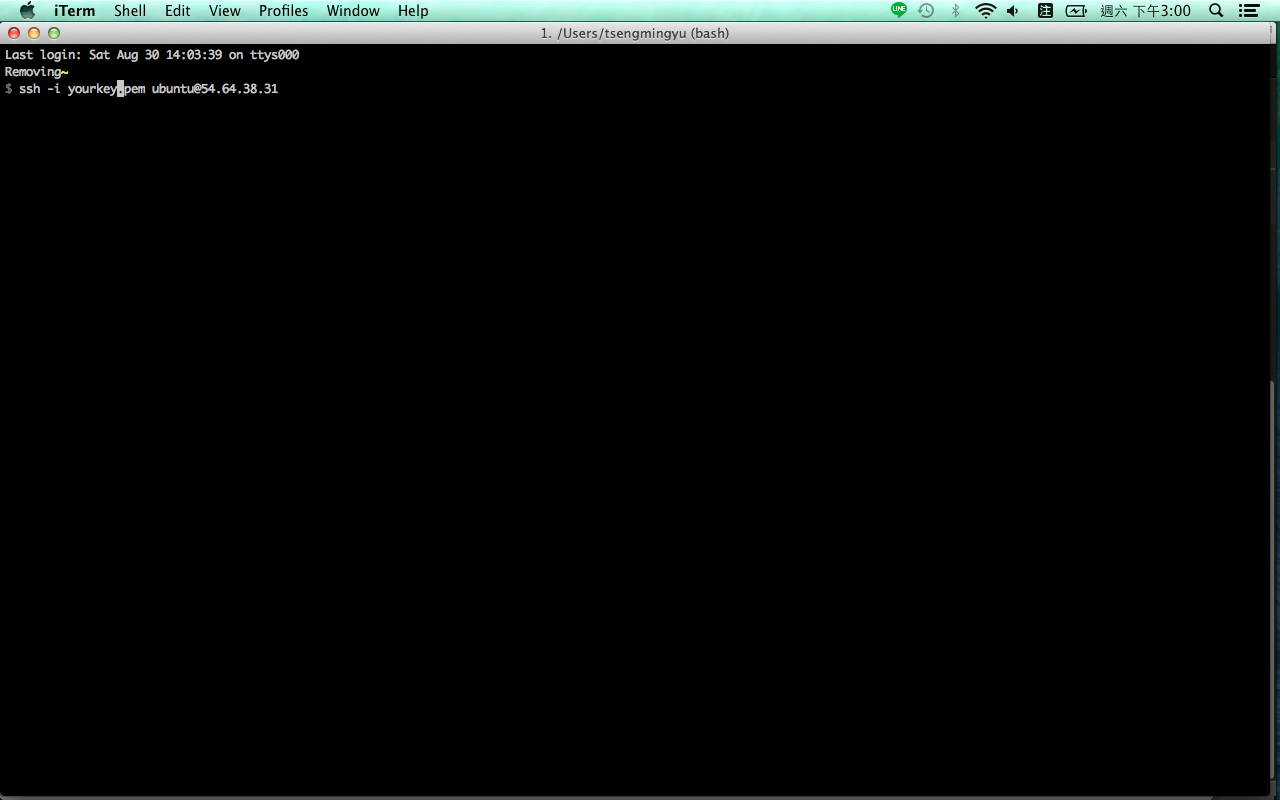 iTerm Shell Edit View Profiles Window Help LINE 注 週六 下午3:00
1. /Users/tsengmingyu (bash)
Last login: Sat Aug 30 14:03:39 on ttys000
Removing~
$ ssh -i yourkey.pem ubuntu@54.64.38.31